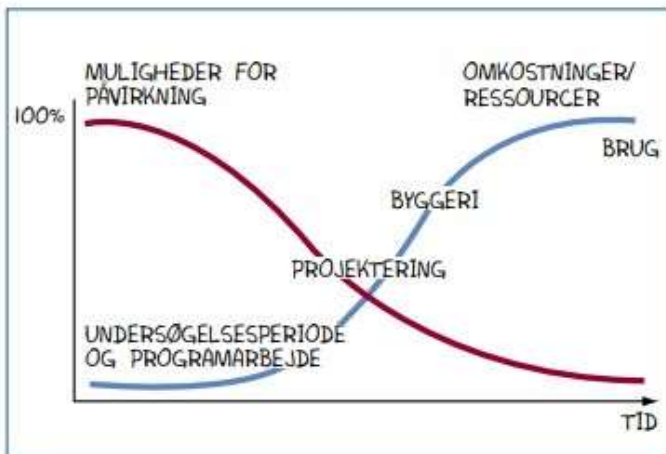 MULIGHEDER FOR
PÅVIRKNING
OMKOSTNINGER/
RESSOURCER
100%
BRUG
BYGGERI
PROJEKTERING
UNDERSØGELSESPERIODE
OG PROGRAMARBEJDE
TID